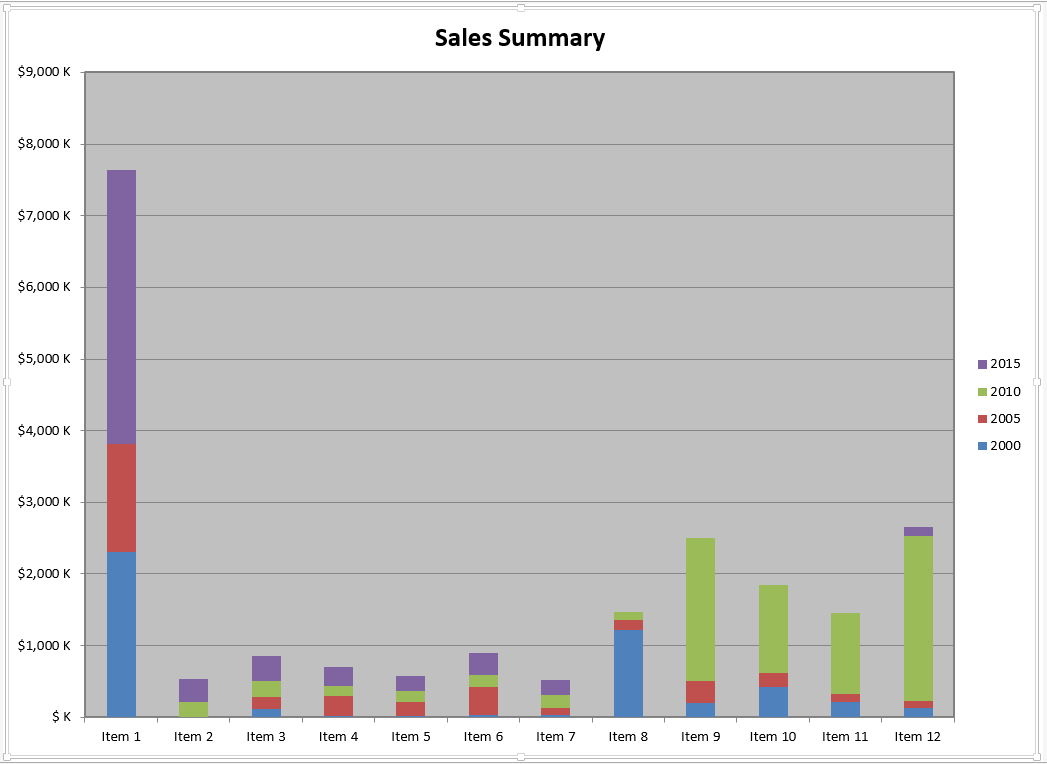 Sales Summary
$9,000 K
$8,000 K
$7,000 K
$6,000 K
$5,000 K
$4,000 K
$3,000 K
$2,000 K
$1,000 K
$ K
Item 1 Item 2 Item 3 Item 4 Item 5 Item 6 Item 7 Item 8 Item 9 Item 10 Item 11 Item 12
2015
2010
2005
2000